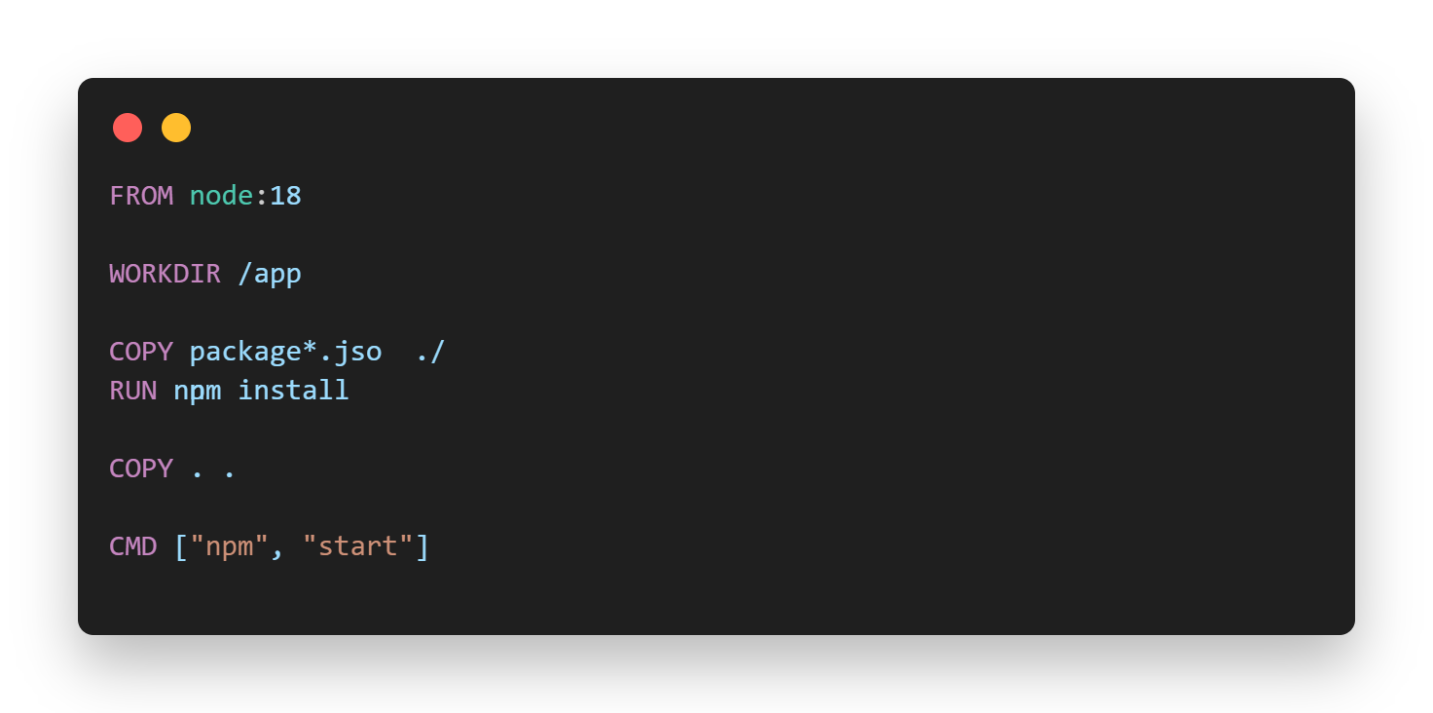 FROM node:18
WORKDIR /app
COPY package*.jso  ./
RUN npm install
COPY . .
CMD ["npm", "start"]